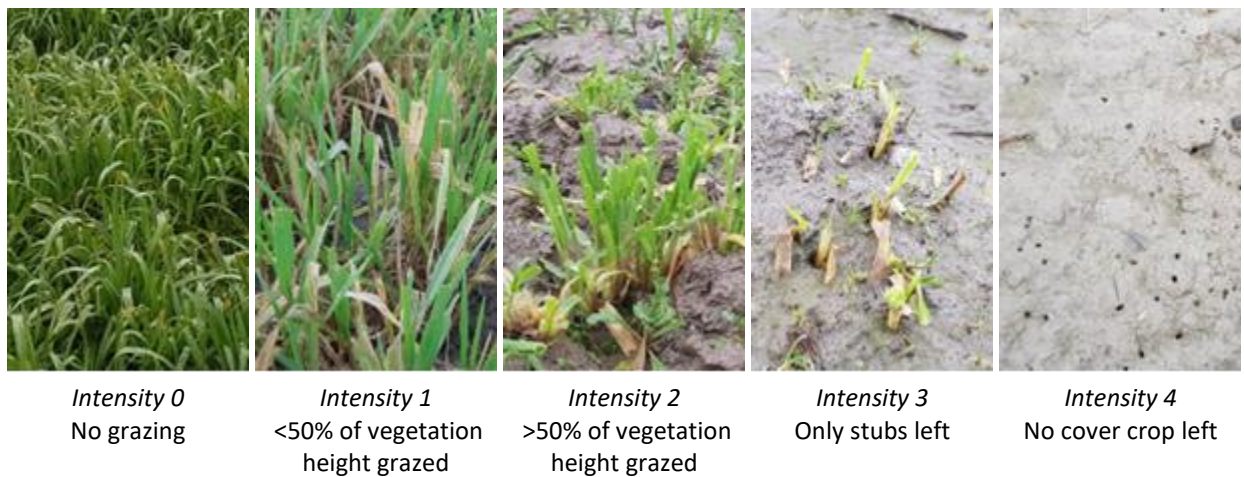 Intensity 0
No grazing
Intensity 1
<50% of vegetation
height grazed
Intensity 2
>50% of vegetation
height grazed
Intensity 3
Only stubs left
Intensity 4
No cover crop left